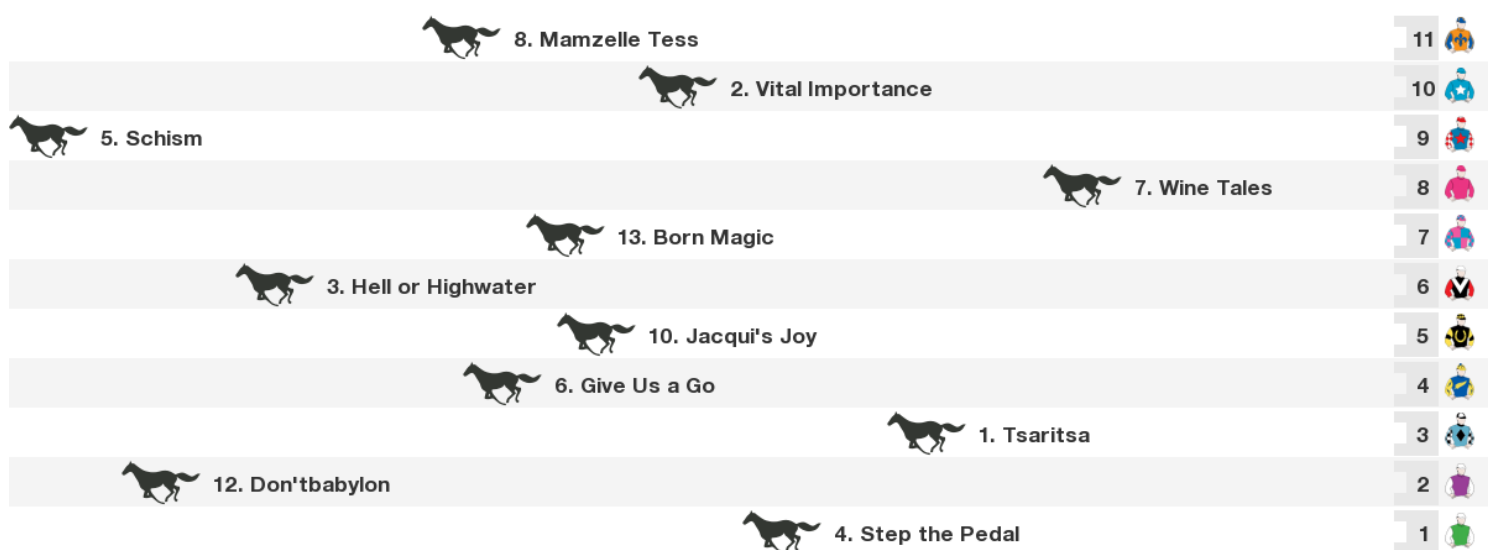 8. Mamzelle Tess 11
2. Vital Importance 10
5. Schism 9
7. Wine Tales 8
13. Born Magic 7
3. Hell or Highwater 6
10. Jacqui's Joy 5
6. Give Us a Go 4
1. Tsaritsa 3
12. Don'tbabylon 2
4. Step the Pedal 1